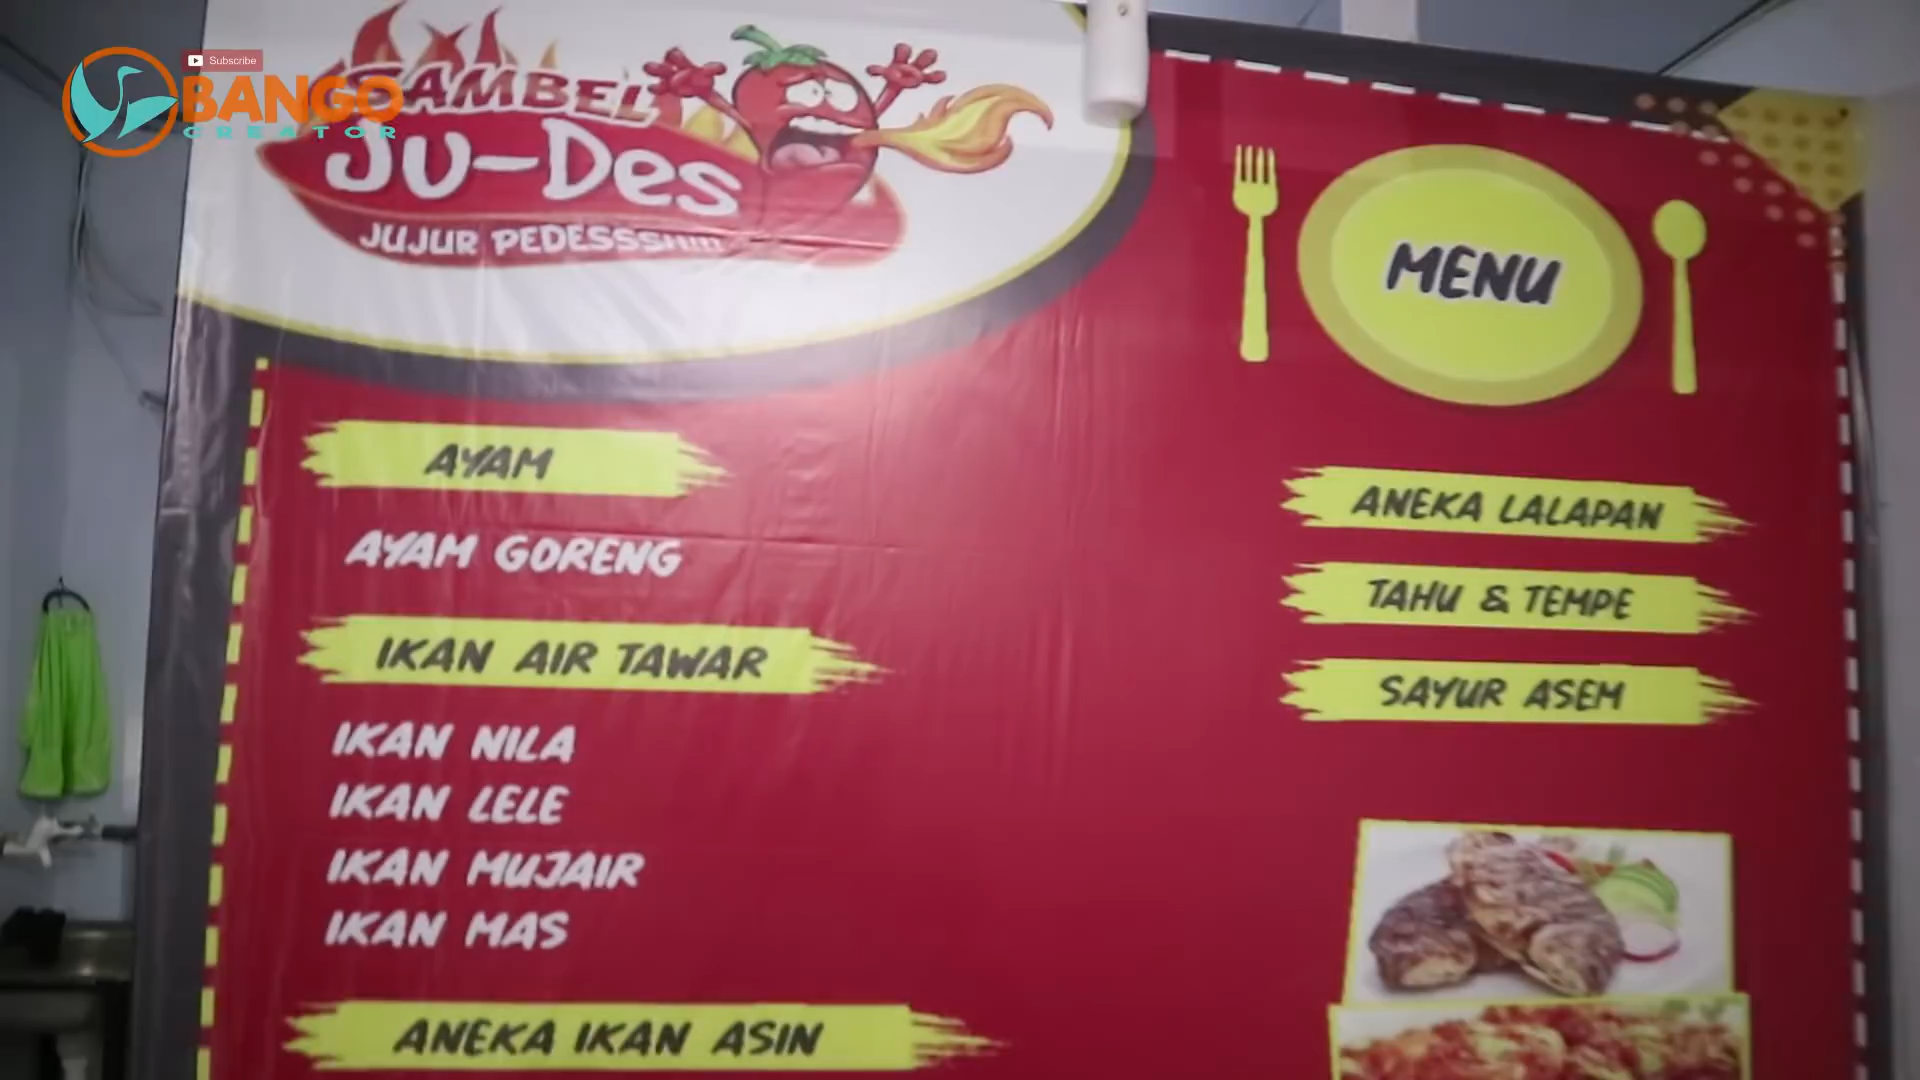 Subscribe
BANGO
CREATOR
SAMBEL
JU-Des
JUJUR PEDESSS!!!!!
MENU
AYAM
AYAM GORENG
IKAN AIR TAWAR
IKAN NILA
IKAN LELE
IKAN MUJAIR
IKAN MAS
ANEKA IKAN ASIN
ANEKA LALAPAN
TAHU & TEMPE
SAYUR ASEM